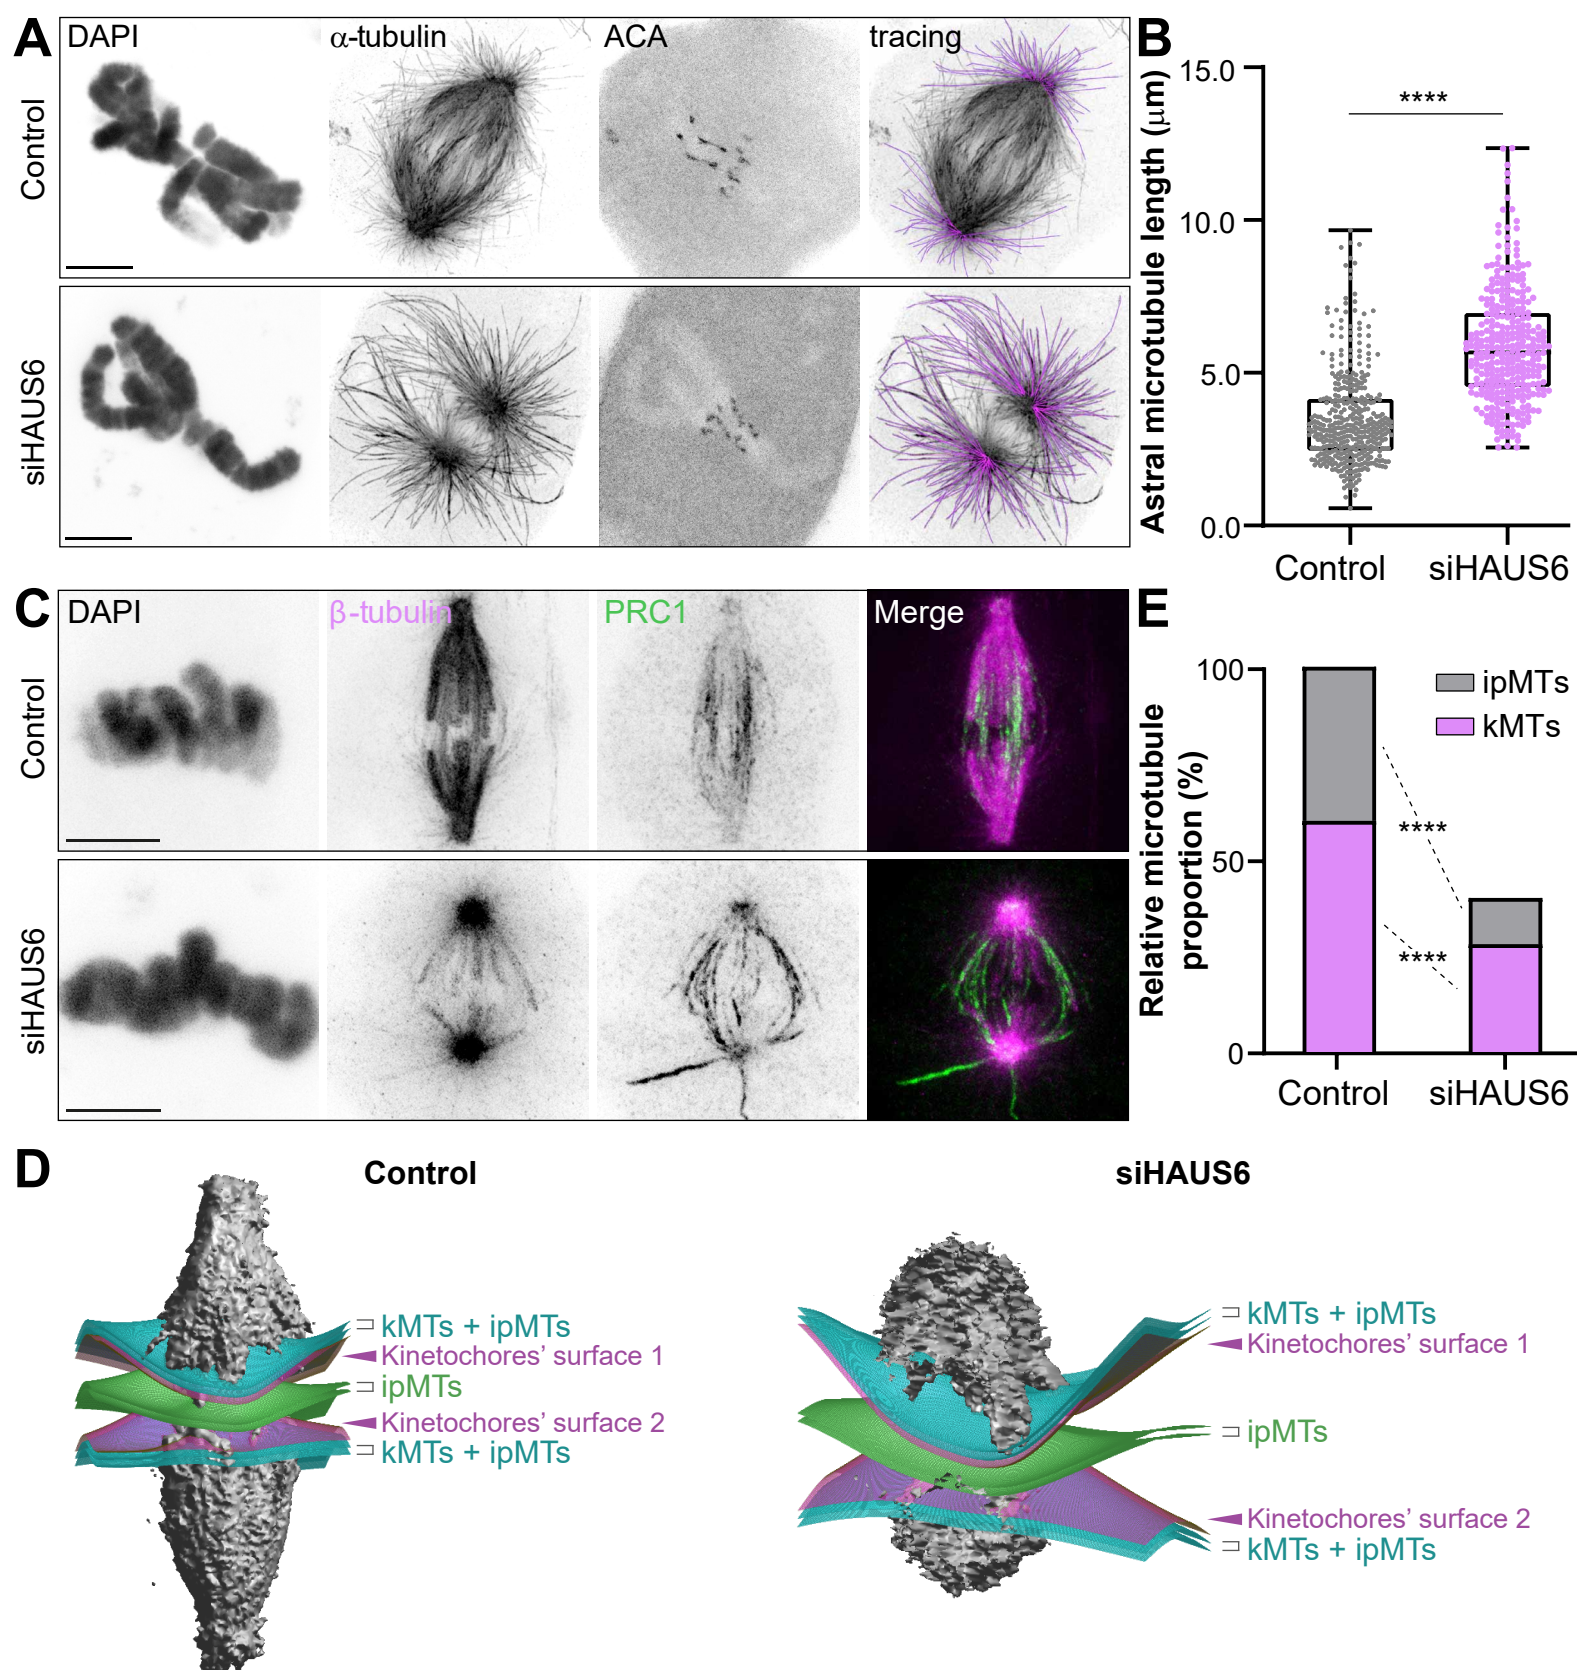 A
DAPI
α-tubulin
ACA
tracing
Control
siHAUS6
B
Astral microtubule length (μm)
15.0
10.0
5.0
0.0
****
Control
siHAUS6
C
DAPI
β-tubulin
PRC1
Merge
Control
siHAUS6
E
Relative microtubule
proportion (%)
100
50
0
ipMTs
kMTs
****
****
Control
siHAUS6
D
Control
kMTs + ipMTs
Kinetochores' surface 1
ipMTs
Kinetochores' surface 2
kMTs + ipMTs
siHAUS6
kMTs + ipMTs
Kinetochores' surface 1
ipMTs
Kinetochores' surface 2
kMTs + ipMTs